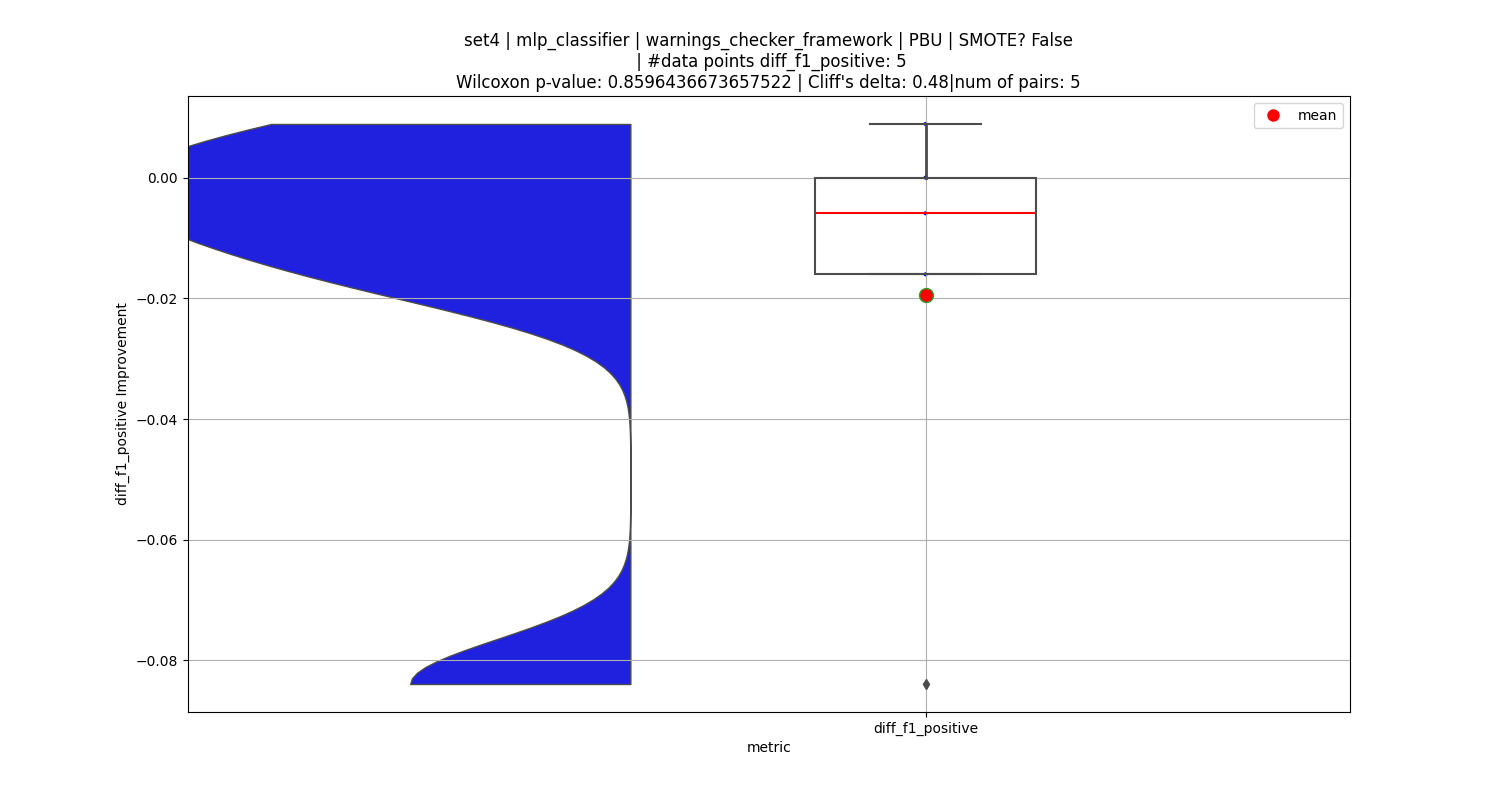 set4 | mlp_classifier | warnings_checker_framework | PBU | SMOTE? False
| #data points diff_f1_positive: 5
Wilcoxon p-value: 0.8596436673657522 | Cliff's delta: 0.48|num of pairs: 5
mean
0.00
−0.02
−0.04
−0.06
−0.08
diff_f1_positive Improvement
diff_f1_positive
metric